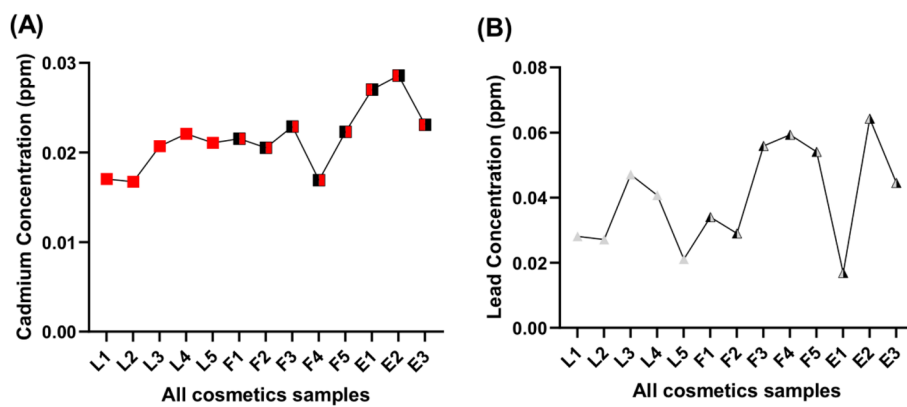 (A)
Cadmium Concentration (ppm)
0.03
0.02
0.01
0.00
L1 L2 L3 L4 L5 F1 F2 F3 F4 F5 E1 E2 E3
All cosmetics samples
(B)
Lead Concentration (ppm)
0.08
0.06
0.04
0.02
0.00
L1 L2 L3 L4 L5 F1 F2 F3 F4 F5 E1 E2 E3
All cosmetics samples